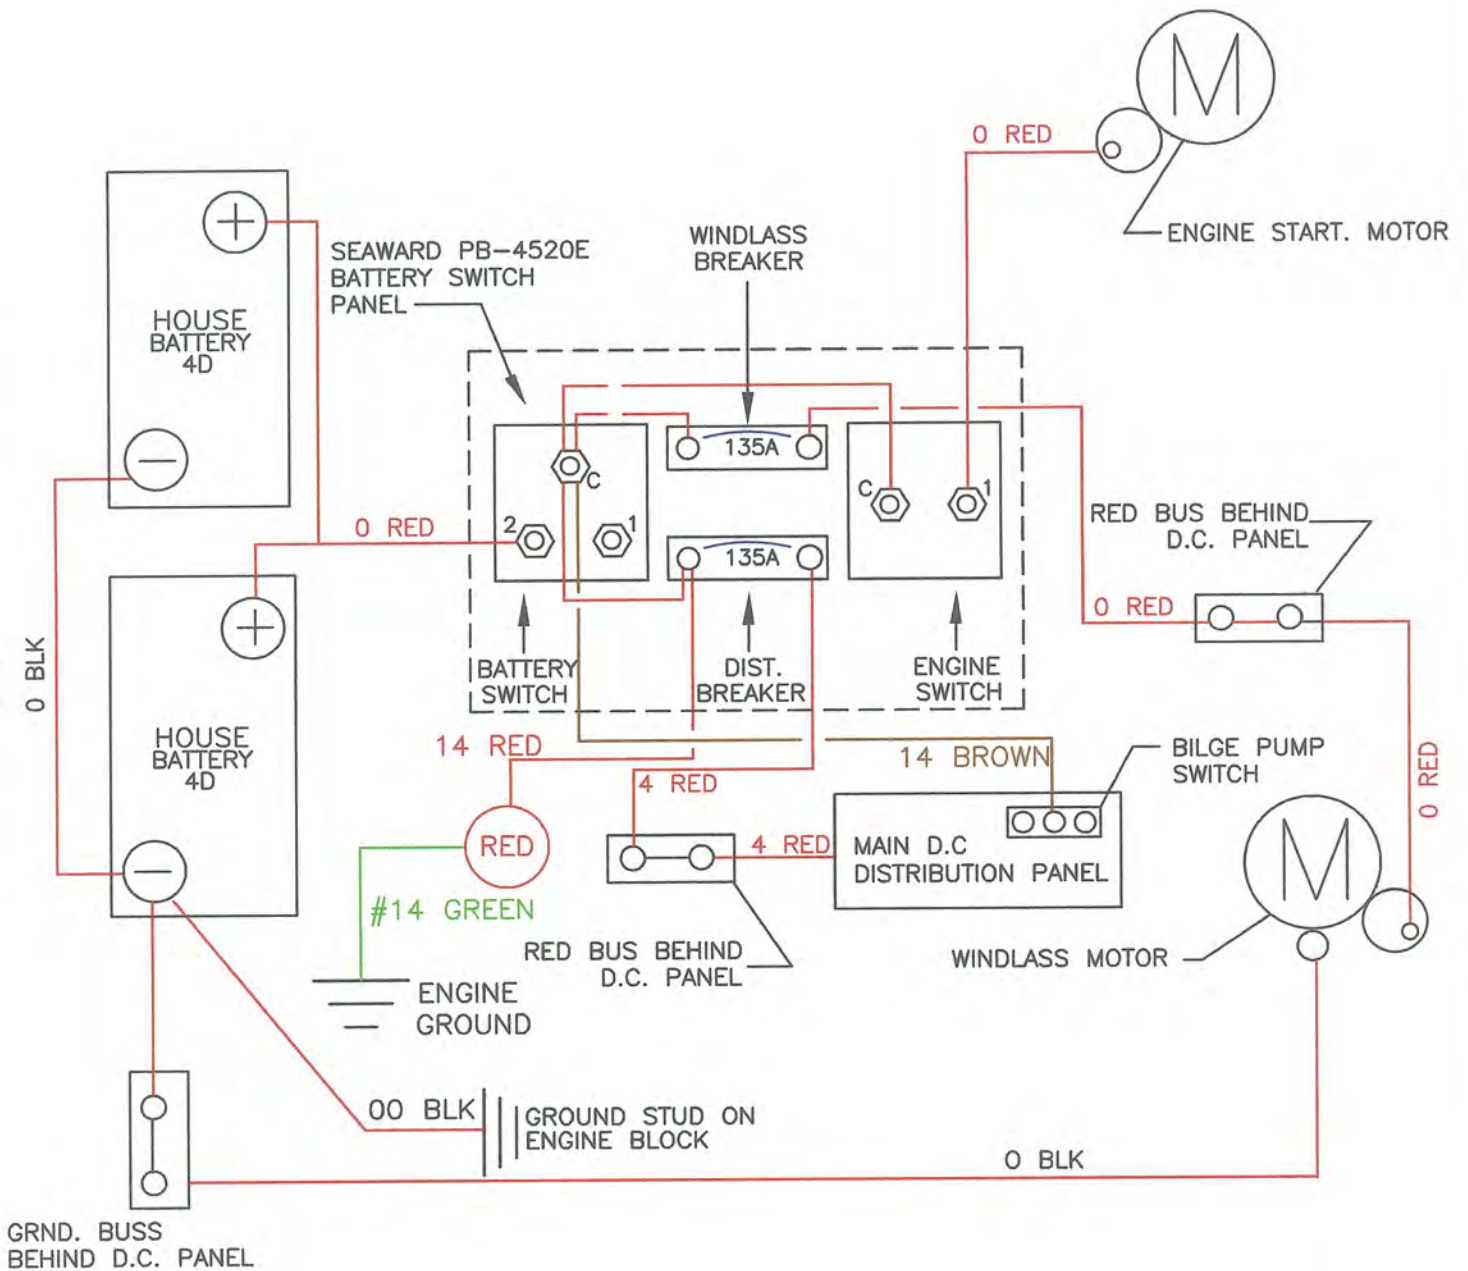 M
0 RED
ENGINE START. MOTOR
WINDLASS
BREAKER
SEAWARD PB-4520E
BATTERY SWITCH
PANEL
+
HOUSE
BATTERY
4D
−
135A
C
2
1
C
1
0 RED
135A
RED BUS BEHIND
D.C. PANEL
0 RED
+
0 BLK
BATTERY
SWITCH
DIST.
BREAKER
ENGINE
SWITCH
HOUSE
BATTERY
4D
−
14 RED
14 BROWN
4 RED
BILGE PUMP
SWITCH
0 RED
RED
4 RED
MAIN D.C
DISTRIBUTION PANEL
M
#14 GREEN
RED BUS BEHIND
D.C. PANEL
WINDLASS MOTOR
ENGINE
GROUND
00 BLK
GROUND STUD ON
ENGINE BLOCK
0 BLK
GRND. BUSS
BEHIND D.C. PANEL